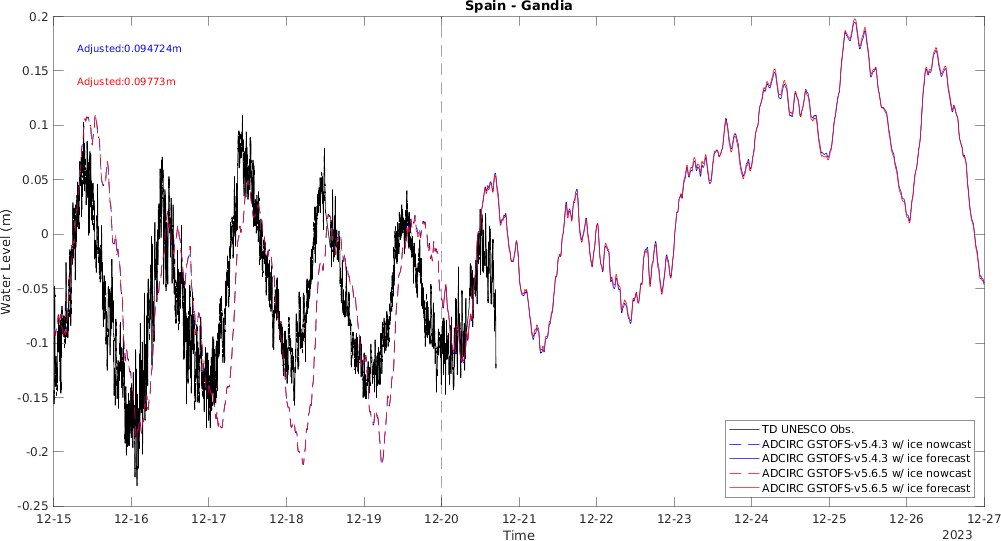 Spain - Gandia
Adjusted:0.094724m
Adjusted:0.09773m
Water Level (m)
0.2
0.15
0.1
0.05
0
-0.05
-0.1
-0.15
-0.2
-0.25
TD UNESCO Obs.
ADCIRC GSTOFS-v5.4.3 w/ ice nowcast
ADCIRC GSTOFS-v5.4.3 w/ ice forecast
ADCIRC GSTOFS-v5.6.5 w/ ice nowcast
ADCIRC GSTOFS-v5.6.5 w/ ice forecast
12-15 12-16 12-17 12-18 12-19 12-20 12-21 12-22 12-23 12-24 12-25 12-26 12-27
Time
2023